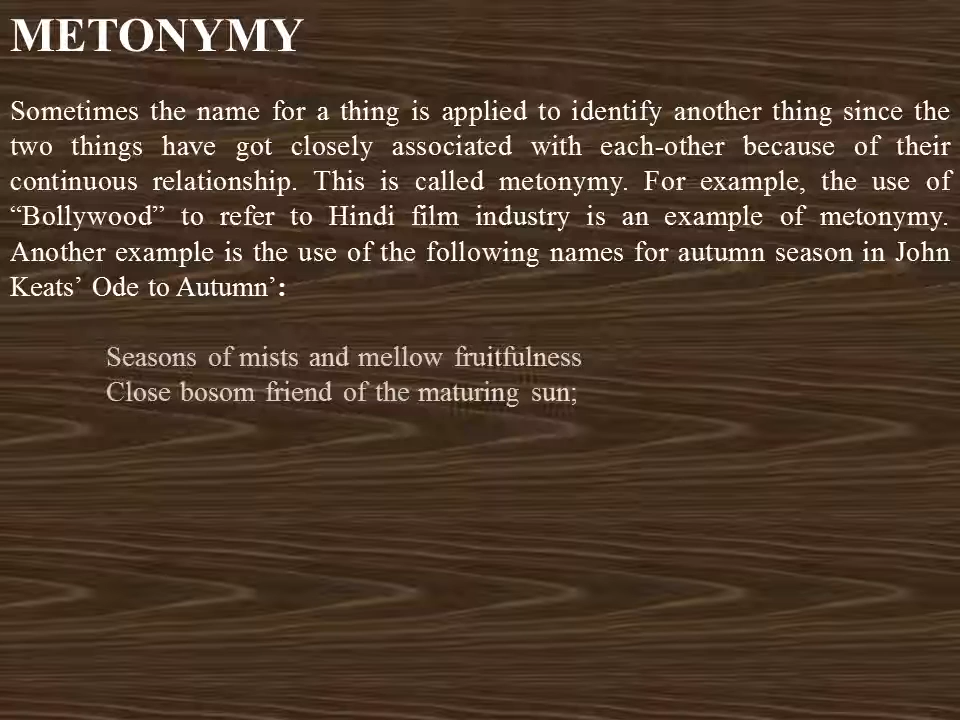 METONYMY
Sometimes the name for a thing is applied to identify another thing since the
two things have got closely associated with each-other because of their
continuous relationship. This is called metonymy. For example, the use of
“Bollywood” to refer to Hindi film industry is an example of metonymy.
Another example is the use of the following names for autumn season in John
Keats’ Ode to Autumn’:
Seasons of mists and mellow fruitfulness
Close bosom friend of the maturing sun;